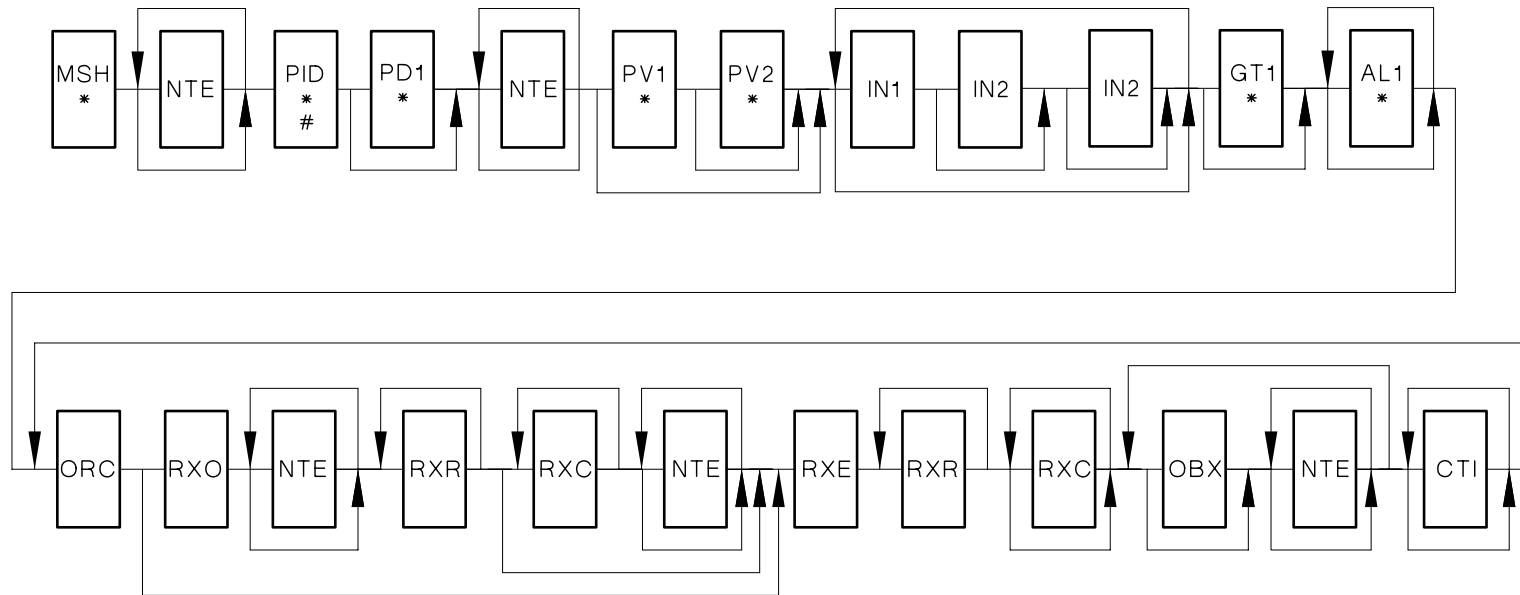 MSH
*
NTE
PID
*
#
PD1
*
NTE
PV1
*
PV2
*
IN1
IN2
IN2
GT1
*
AL1
*
ORC
RXO
NTE
RXR
RXC
NTE
RXE
RXR
RXC
OBX
NTE
CTI